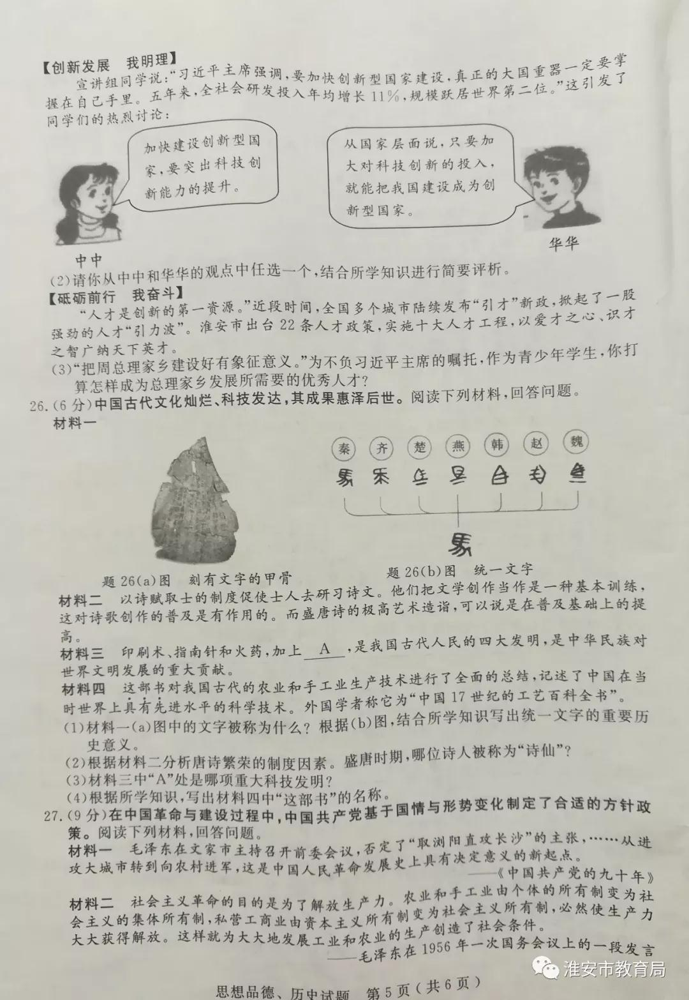 【创新发展　我明理】
宣讲组同学说：“习近平主席强调，要加快创新型国家建设，真正的大国重器一定要掌
握在自己手里。五年来，全社会研发投入年均增长11%，规模跃居世界第二位。”这引发了
同学们的热烈讨论：
加快建设创新型国
家，要突出科技创
新能力的提升。
中中
从国家层面说，只要加
大对科技创新的投入，
就能把我国建设成为创
新型国家。
华华
(2)请你从中中和华华的观点中任选一个，结合所学知识进行简要评析。
【砥砺前行　我奋斗】
“人才是创新的第一资源。”近段时间，全国多个城市陆续发布“引才”新政，掀起了一股
强劲的人才“引力波”。淮安市出台22条人才政策，实施十大人才工程，以爱才之心、识才
之智广纳天下英才。
(3)“把周总理家乡建设好有象征意义。”为不负习近平主席的嘱托，作为青少年学生，你打
算怎样成为总理家乡发展所需要的优秀人才？
26.(6分)中国古代文化灿烂、科技发达，其成果惠泽后世。阅读下列材料，回答问题。
材料一
秦 齐 楚 燕 韩 赵 魏
馬
题26(a)图　刻有文字的甲骨
题26(b)图　统一文字
材料二　以诗赋取士的制度促使士人去研习诗文。他们把文学创作当作是一种基本训练，
这对诗歌创作的普及是有作用的。而盛唐诗的极高艺术造诣，可以说是在普及基础上的提
高。
材料三　印刷术、指南针和火药，加上 A ，是我国古代人民的四大发明，是中华民族对
世界文明发展的重大贡献。
材料四　这部书对我国古代的农业和手工业生产技术进行了全面的总结，记述了中国在当
时世界上具有先进水平的科学技术。外国学者称它为“中国17世纪的工艺百科全书”。
(1)材料一(a)图中的文字被称为什么？根据(b)图，结合所学知识写出统一文字的重要历
史意义。
(2)根据材料二分析唐诗繁荣的制度因素。盛唐时期，哪位诗人被称为“诗仙”？
(3)材料三中“A”处是哪项重大科技发明？
(4)根据所学知识，写出材料四中“这部书”的名称。
27.(9分)在中国革命与建设过程中，中国共产党基于国情与形势变化制定了合适的方针政
策。阅读下列材料，回答问题。
材料一　毛泽东在文家市主持召开前委会议，否定了“取浏阳直攻长沙”的主张，……从进
攻大城市转到向农村进军，这是中国人民革命发展史上具有决定意义的新起点。
——《中国共产党的九十年》
材料二　社会主义革命的目的是为了解放生产力。农业和手工业由个体的所有制变为社
会主义的集体所有制，私营工商业由资本主义所有制变为社会主义所有制，必然使生产力
大大获得解放。这样就为大大地发展工业和农业的生产创造了社会条件。
——毛泽东在1956年一次国务会议上的一段发言
思想品德、历史试题　第5页(共6页)
淮安市教育局